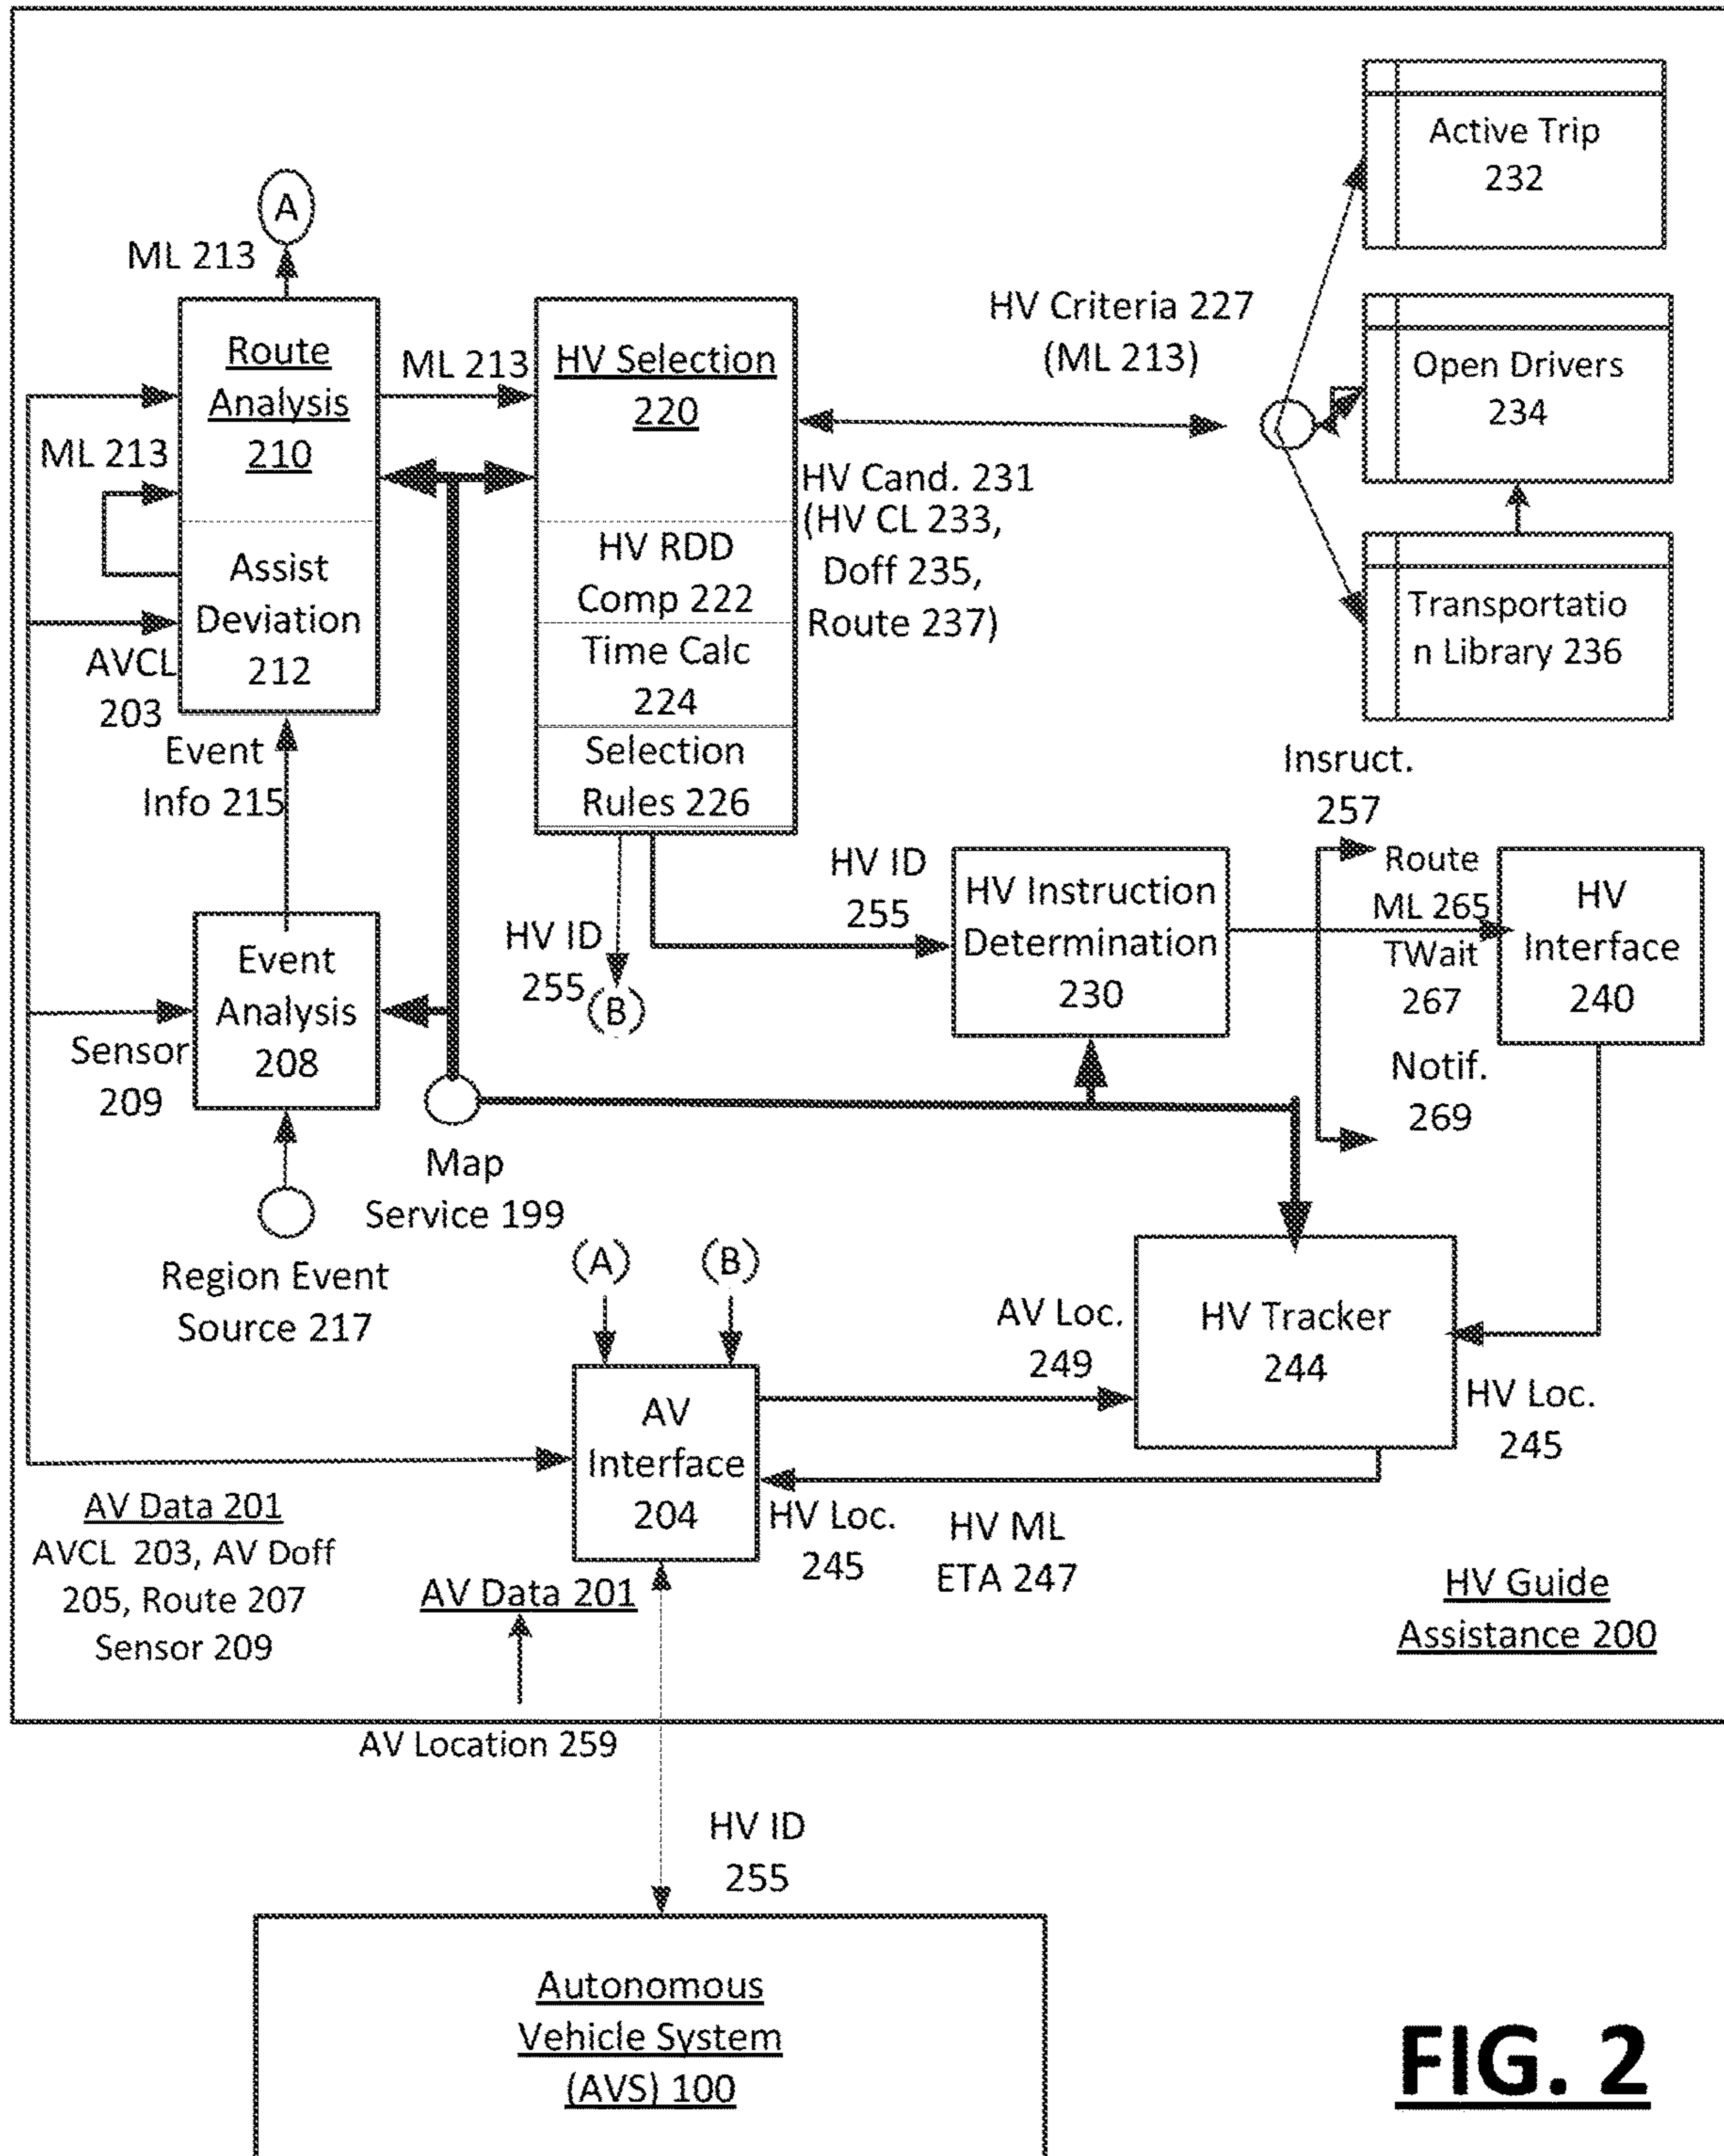 Active Trip
232
A
ML 213
Route
Analysis
210
ML 213
HV Selection
220
HV Criteria 227
(ML 213)
Open Drivers
234
ML 213
HV Cand. 231
(HV CL 233,
Doff 235,
Route 237)
Assist
Deviation
212
HV RDD
Comp 222
Time Calc
224
Selection
Rules 226
Transportatio
n Library 236
AVCL
203
Event
Info 215
Insruct.
257
Route
ML 265
TWait
267
Notif.
269
HV ID
255
HV Instruction
Determination
230
HV
Interface
240
HV ID
255
(B)
Event
Analysis
208
Sensor
209
Map
Service 199
Region Event
Source 217
(A)
(B)
AV Loc.
249
HV Tracker
244
HV Loc.
245
AV
Interface
204
HV Loc.
245
HV ML
ETA 247
AV Data 201
AVCL 203, AV Doff
205, Route 207
Sensor 209
AV Data 201
HV Guide
Assistance 200
AV Location 259
HV ID
255
Autonomous
Vehicle System
(AVS) 100
FIG. 2